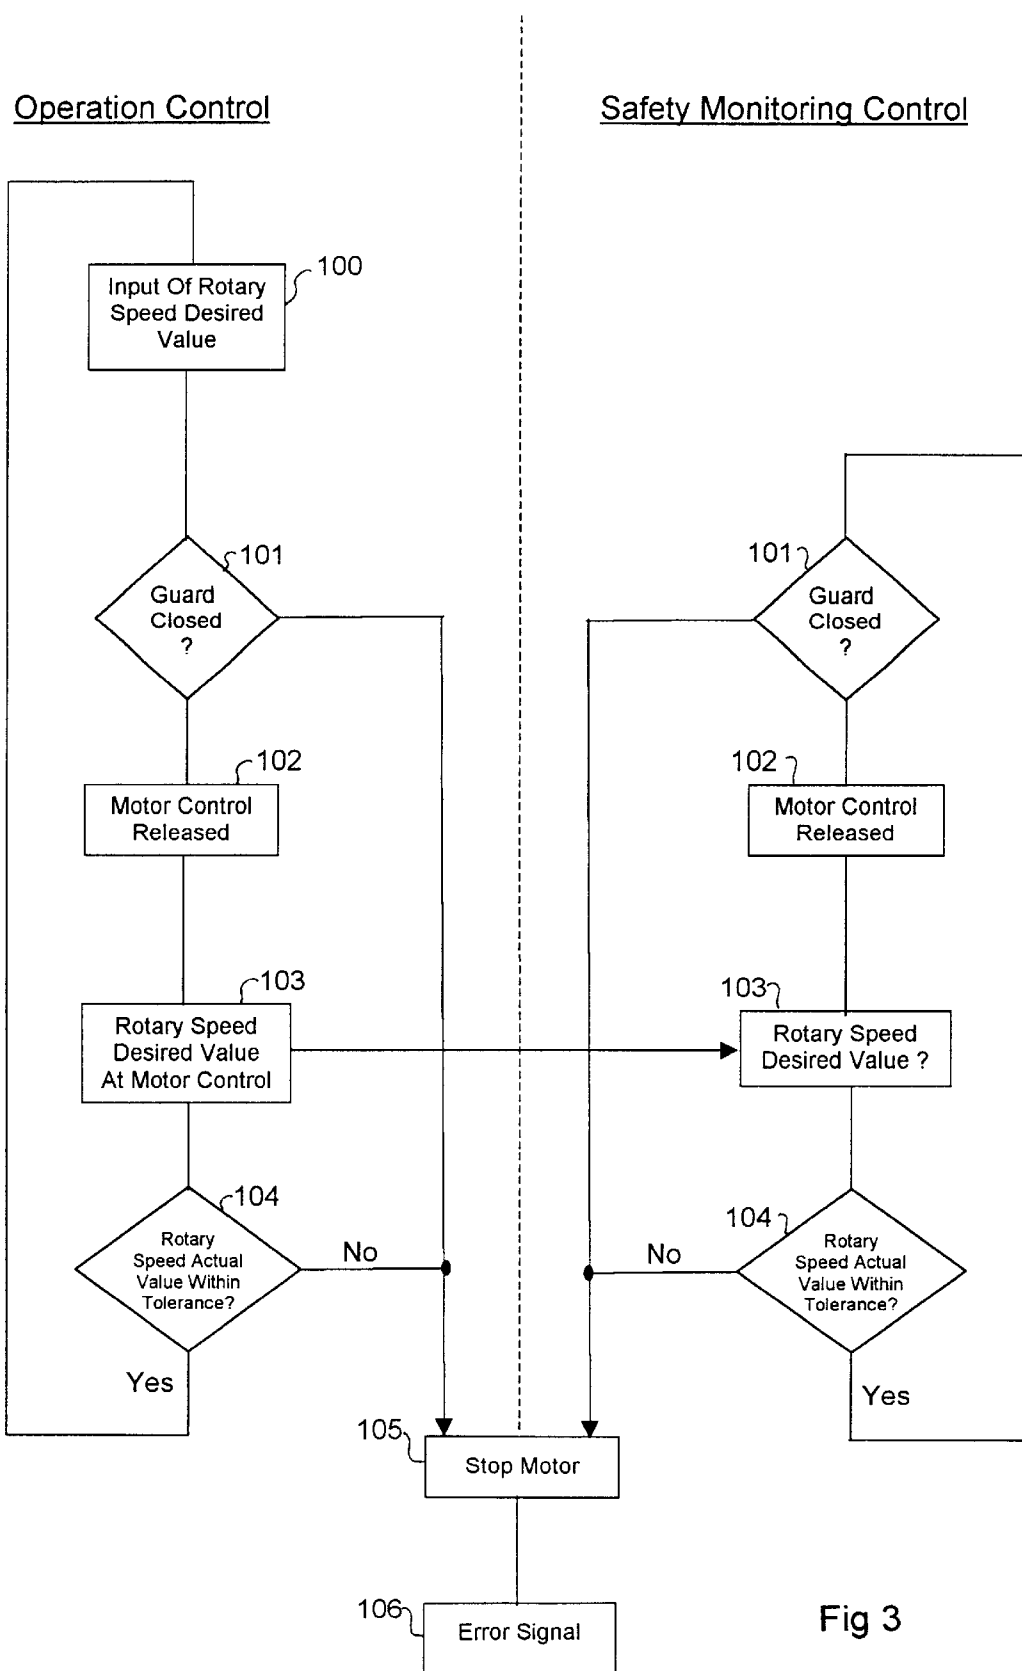 Operation Control
Safety Monitoring Control
100
Input Of Rotary
Speed Desired
Value
101
Guard
Closed
?
101
Guard
Closed
?
102
Motor Control
Released
102
Motor Control
Released
103
Rotary Speed
Desired Value
At Motor Control
103
Rotary Speed
Desired Value ?
104
Rotary
Speed Actual
Value Within
Tolerance?
No
Yes
104
Rotary
Speed Actual
Value Within
Tolerance?
No
Yes
105
Stop Motor
106
Error Signal
Fig 3